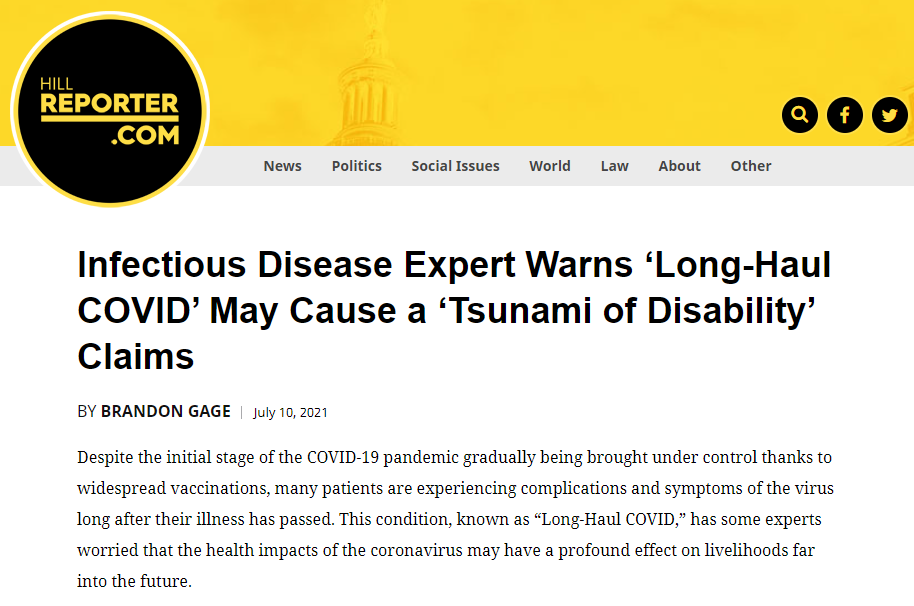 HILL
REPORTER
.COM
News Politics Social Issues World Law About Other
Infectious Disease Expert Warns ‘Long-Haul
COVID’ May Cause a ‘Tsunami of Disability’
Claims
BY BRANDON GAGE | July 10, 2021
Despite the initial stage of the COVID-19 pandemic gradually being brought under control thanks to
widespread vaccinations, many patients are experiencing complications and symptoms of the virus
long after their illness has passed. This condition, known as “Long-Haul COVID,” has some experts
worried that the health impacts of the coronavirus may have a profound effect on livelihoods far
into the future.